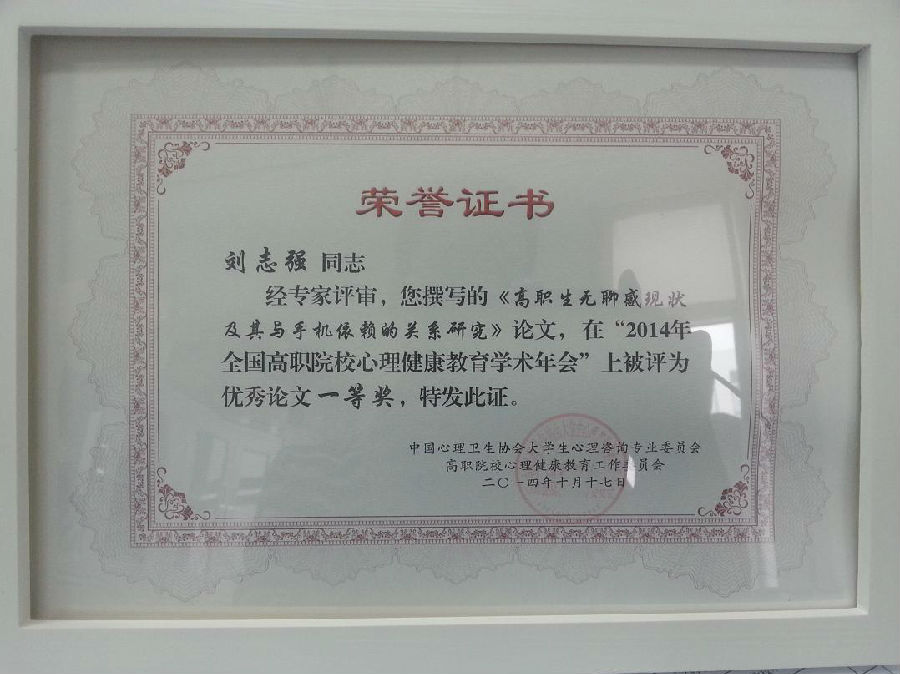 荣誉证书
刘志强 同志
经专家评审，您撰写的《高职生无聊感现状
及其与手机依赖的关系研究》论文，在“2014年
全国高职院校心理健康教育学术年会”上被评为
优秀论文一等奖，特发此证。
中国心理卫生协会大学生心理咨询专业委员会
高职院校心理健康教育工作委员会
二〇一四年十月十七日